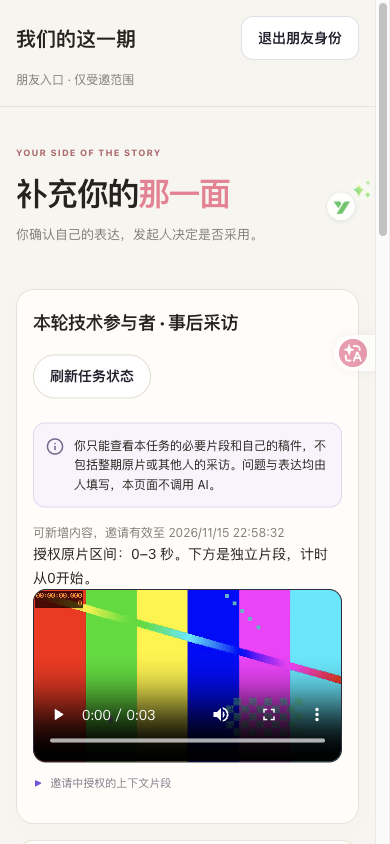 我们的这一期
退出朋友身份
朋友入口 · 仅受邀范围
YOUR SIDE OF THE STORY
补充你的那一面
你确认自己的表达，发起人决定是否采用。
本轮技术参与者 · 事后采访
刷新任务状态
你只能查看本任务的必要片段和自己的稿件，不
包括整期原片或其他人的采访。问题与表达均由
人填写，本页面不调用 AI。
可新增内容，邀请有效至 2026/11/15 22:58:32
授权原片区间：0–3 秒。下方是独立片段，计时
从0开始。
00:00:00.000
0
0:00 / 0:03
邀请中授权的上下文片段